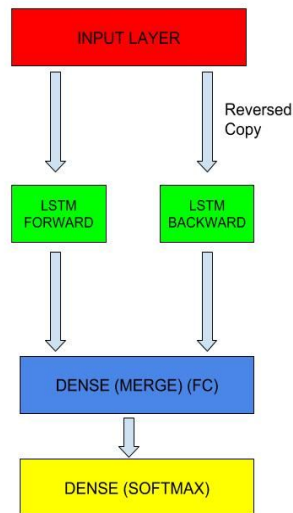 INPUT LAYER
Reversed
Copy
LSTM
FORWARD
LSTM
BACKWARD
DENSE (MERGE) (FC)
DENSE (SOFTMAX)